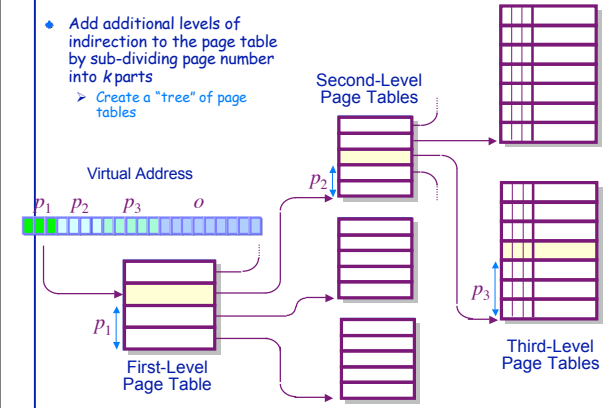 Add additional levels of
indirection to the page table
by sub-dividing page number
into k parts
Create a "tree" of page
tables
Second-Level
Page Tables
Virtual Address
p1 p2 p3 o
p2
p1
p3
First-Level
Page Table
Third-Level
Page Tables